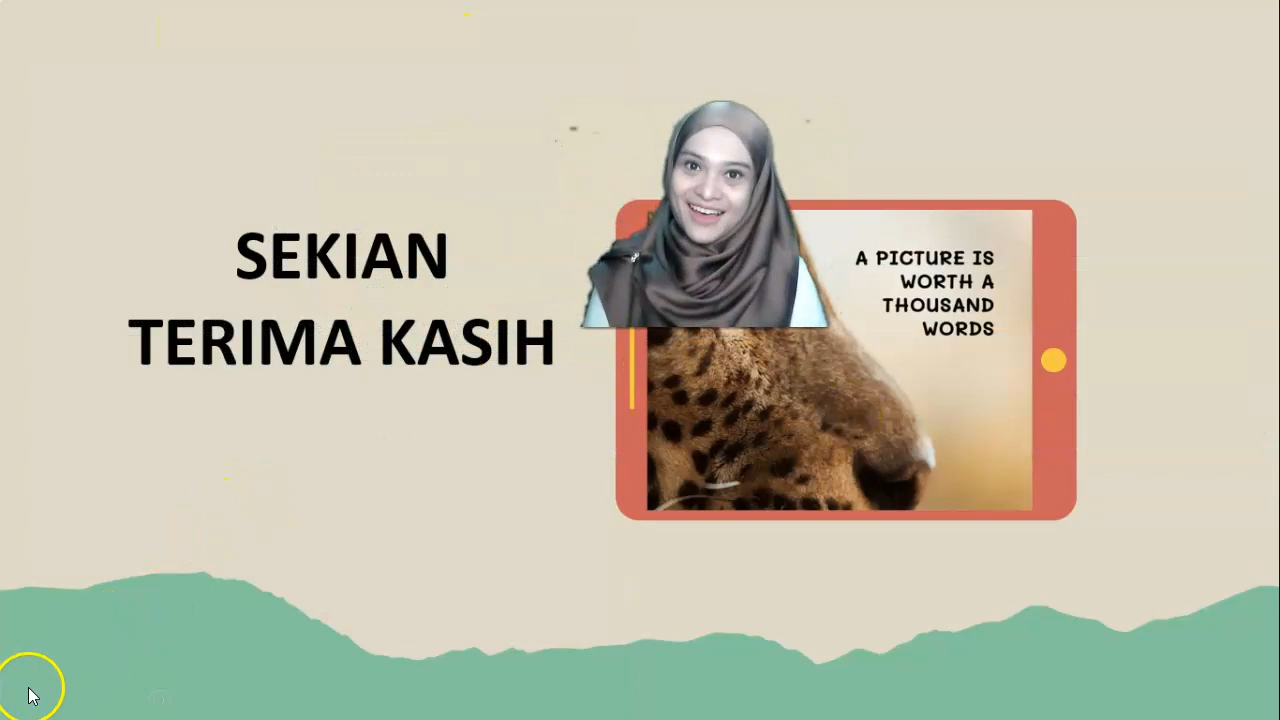 SEKIAN
TERIMA KASIH
A PICTURE IS
WORTH A
THOUSAND
WORDS